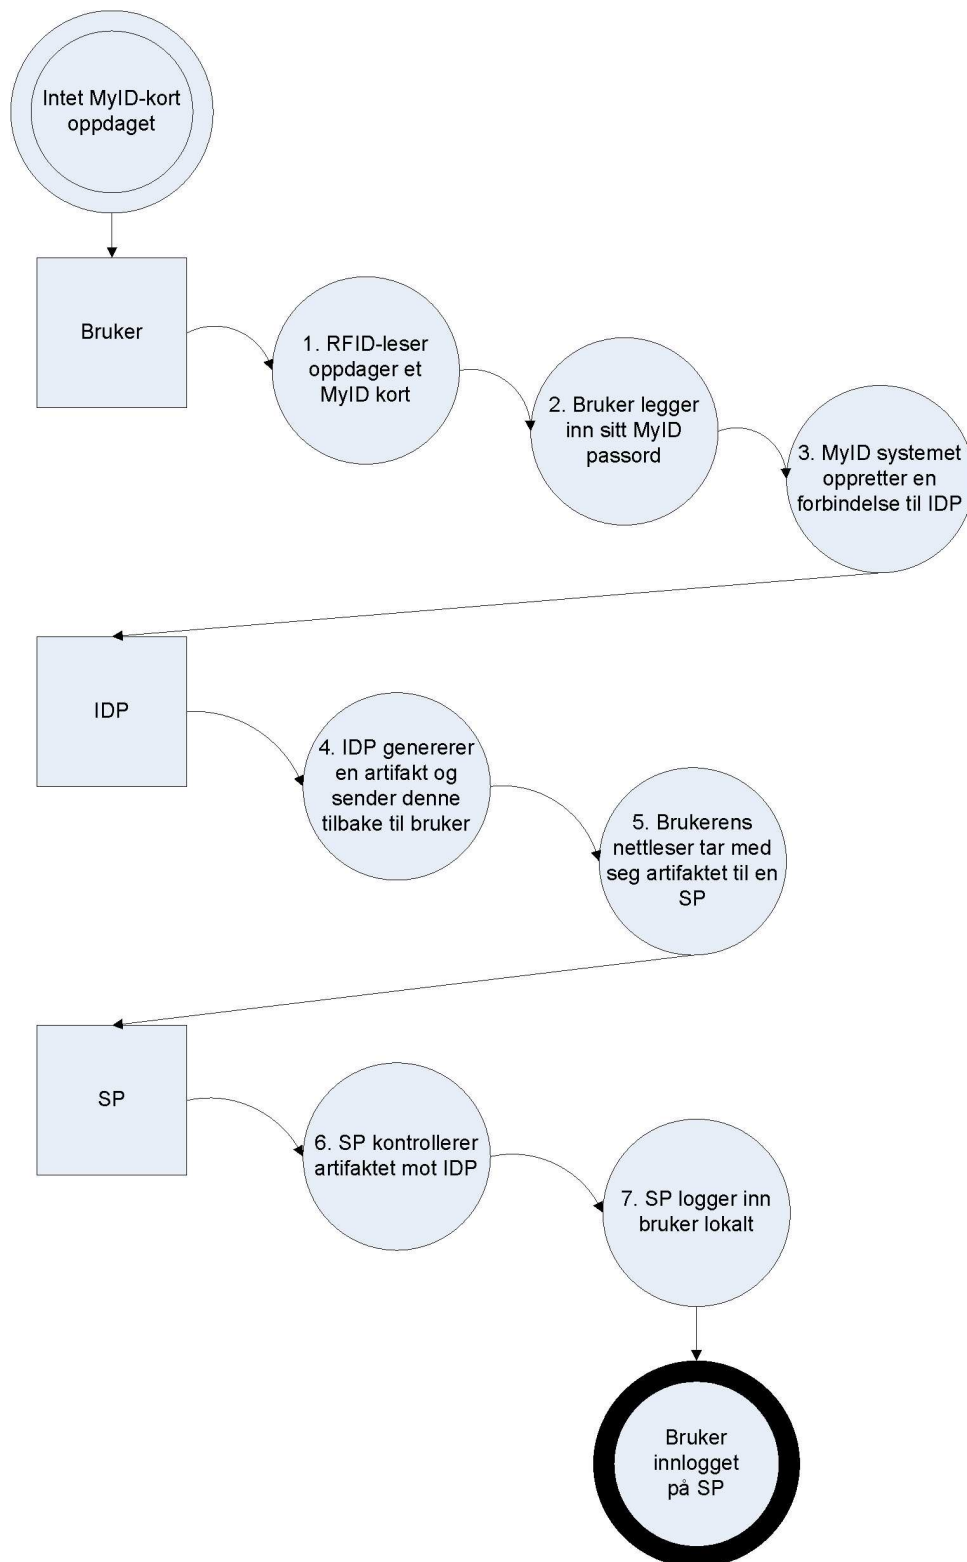 Intet MyID-kort
oppdaget
Bruker
1. RFID-leser
oppdager et
MyID kort
2. Bruker legger
inn sitt MyID
passord
3. MyID systemet
oppretter en
forbindelse til IDP
IDP
4. IDP genererer
en artifakt og
sender denne
tilbake til bruker
5. Brukerens
nettleser tar med
seg artifaktet til en
SP
SP
6. SP kontrollerer
artifaktet mot IDP
7. SP logger inn
bruker lokalt
Bruker
innlogget
på SP